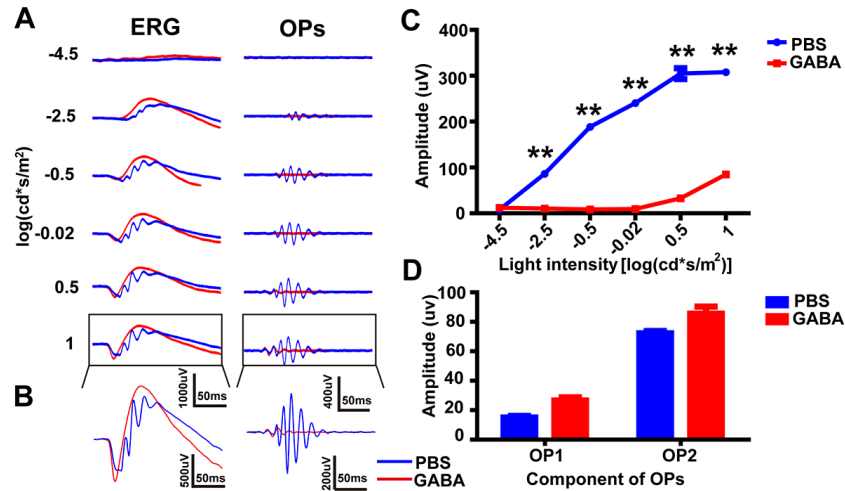 A
ERG
OPs
-4.5
-2.5
-0.5
-0.02
0.5
1
log(cd*s/m²)
B
1000uV
50ms
400uV
50ms
500uV
50ms
200uV
50ms
PBS
GABA
C
PBS
GABA
Amplitude (uV)
400
300
200
100
0
** ** ** ** **
-4.5 -2.5 -0.5 -0.02 0.5 1
Light intensity [log(cd*s/m²)]
D
PBS
GABA
Amplitude (uv)
100
80
60
40
20
0
OP1 OP2
Component of OPs